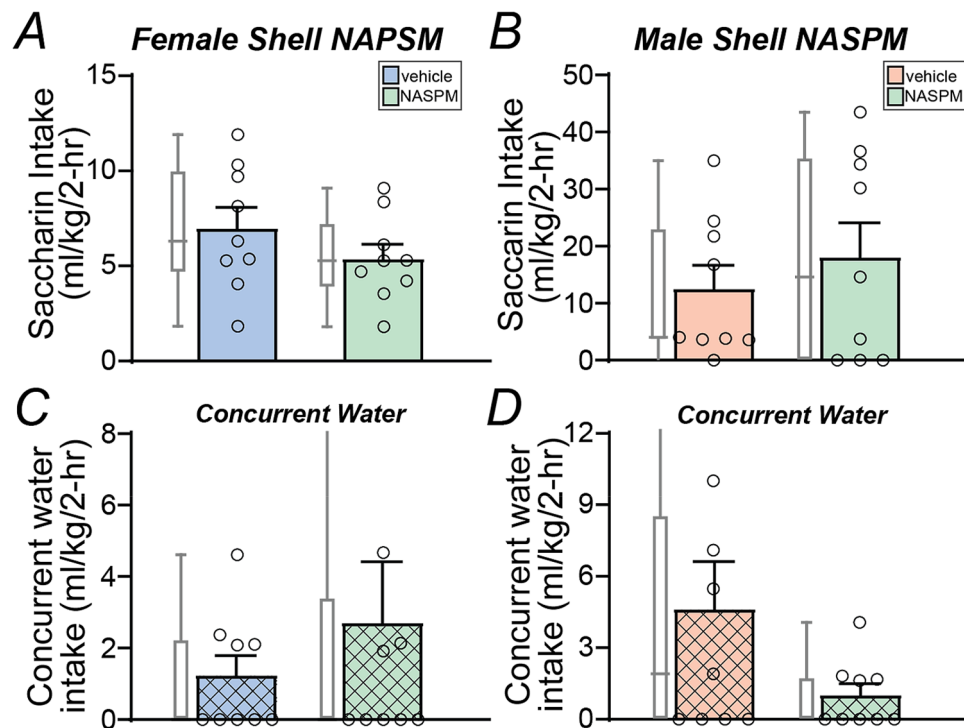 A
Female Shell NAPSM
Saccharin Intake
(ml/kg/2-hr)
15
10
5
0
vehicle
NASPM
B
Male Shell NASPM
Saccarin Intake
(ml/kg/2-hr)
50
40
30
20
10
0
vehicle
NASPM
C
Concurrent Water
Concurrent water
intake (ml/kg/2-hr)
8
6
4
2
0
D
Concurrent Water
Concurrent water
intake (ml/kg/2-hr)
12
9
6
3
0